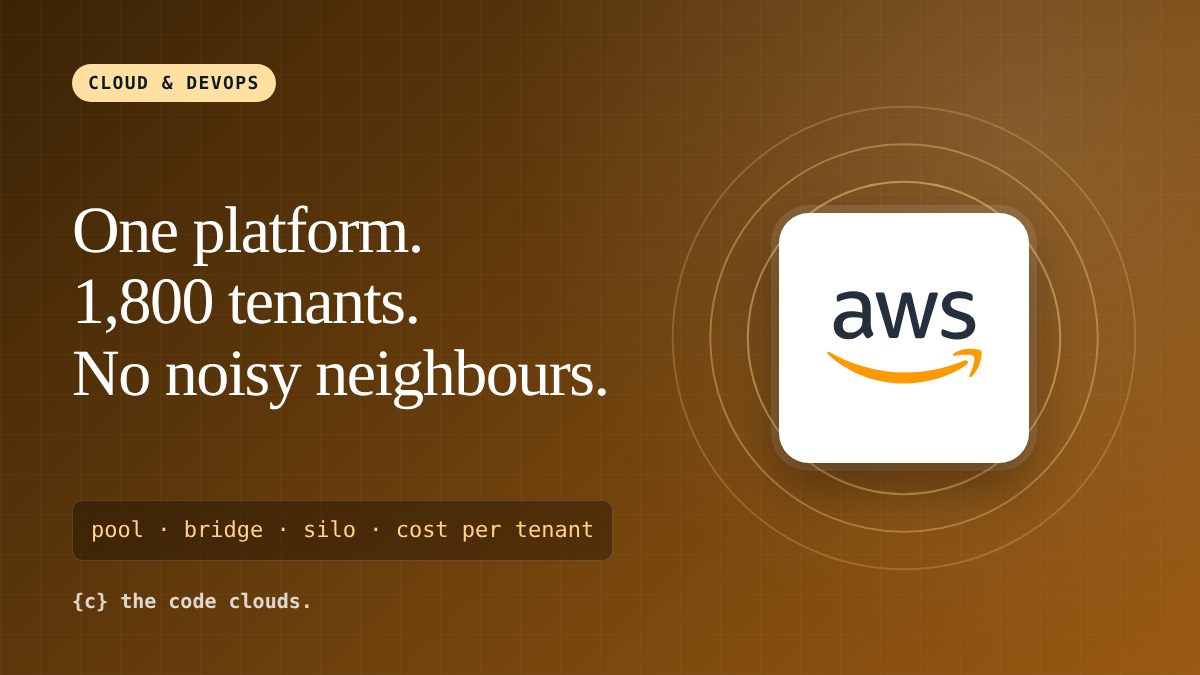 CLOUD & DEVOPS
One platform.
1,800 tenants.
No noisy neighbours.
aws
pool · bridge · silo · cost per tenant
{c} the code clouds.